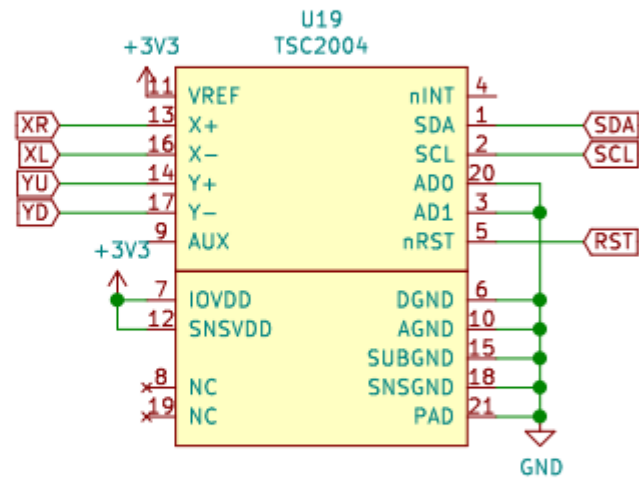 U19
TSC2004
+3V3
11 VREF nINT 4
XR 13 X+ SDA 1 SDA
XL 16 X- SCL 2 SCL
YU 14 Y+ AD0 20
YD 17 Y- AD1 3
9 AUX nRST 5 RST
+3V3
7 IOVDD DGND 6
12 SNSVDD AGND 10
SUBGND 15
8 NC SNSGND 18
19 NC PAD 21
GND